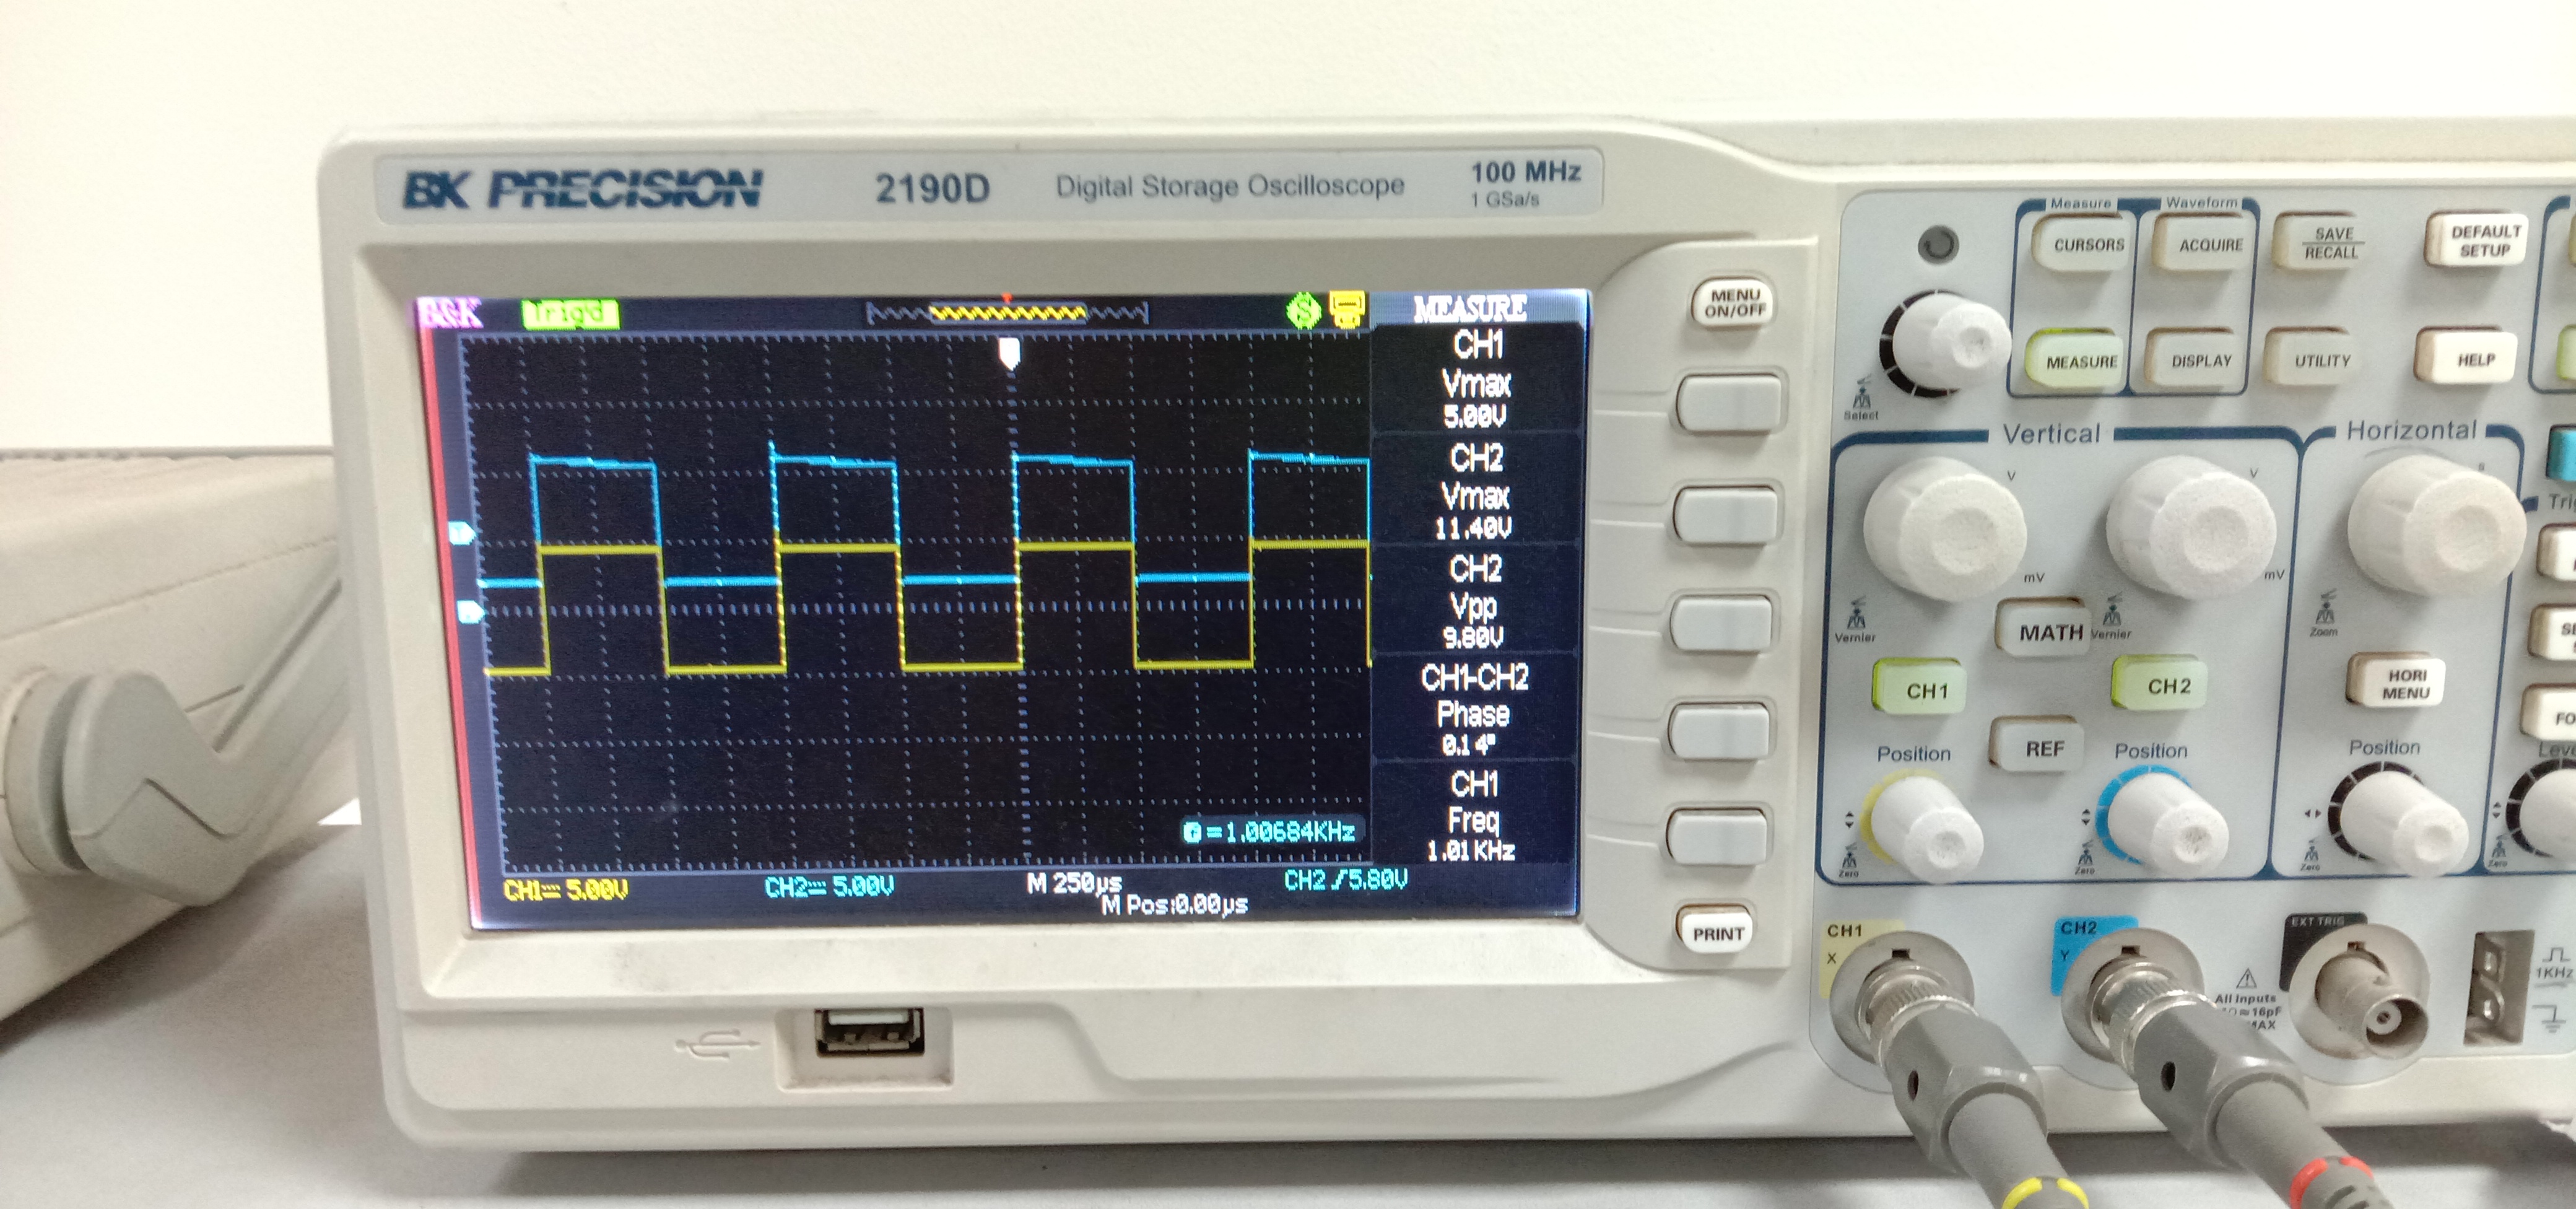 BK PRECISION 2190D Digital Storage Oscilloscope 100 MHz
1 GSa/s
B&K Trig'd S MEASURE
CH1
Vmax
5.00V
CH2
Vmax
11.40V
CH2
Vpp
9.80V
CH1-CH2
Phase
0.14°
CH1
Freq
1.01KHz
f=1.00684KHz
CH1 5.00V CH2 5.00V M 250µs CH2 5.80V
M Pos:0.00µs
MENU
ON/OFF
PRINT
Select
Measure
CURSORS
MEASURE
Waveform
ACQUIRE
DISPLAY
SAVE
RECALL
UTILITY
DEFAULT
SETUP
HELP
Vertical
V
mV
Vernier
V
mV
Vernier
MATH
CH1
CH2
REF
Position
Zero
Position
Zero
Horizontal
s
Zoom
HORI
MENU
Position
Zero
Zero
CH1
X
CH2
Y
EXT TRIG
All inputs
16pF
1KHz